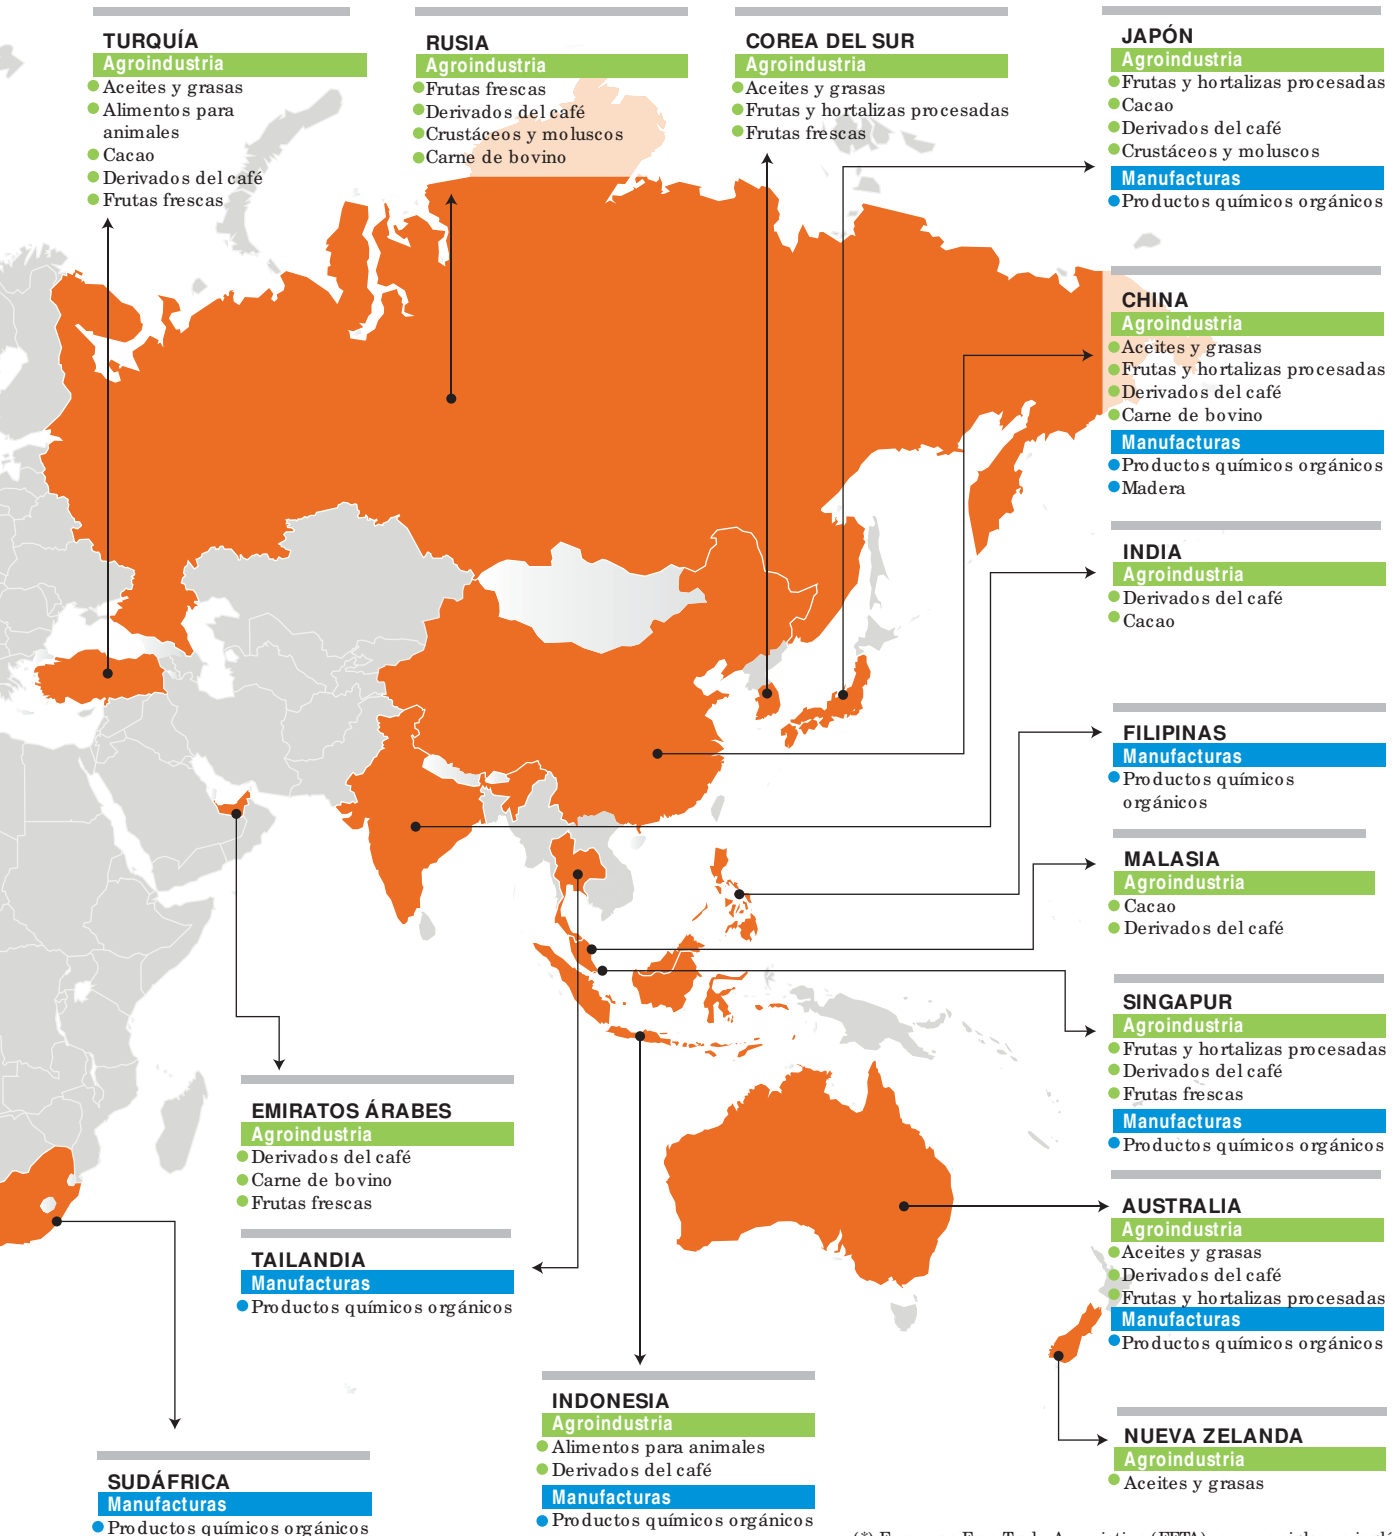 TURQUÍA
Agroindustria
Aceites y grasas
Alimentos para
animales
Cacao
Derivados del café
Frutas frescas
RUSIA
Agroindustria
Frutas frescas
Derivados del café
Crustáceos y moluscos
Carne de bovino
COREA DEL SUR
Agroindustria
Aceites y grasas
Frutas y hortalizas procesadas
Frutas frescas
JAPÓN
Agroindustria
Frutas y hortalizas procesadas
Cacao
Derivados del café
Crustáceos y moluscos
Manufacturas
Productos químicos orgánicos
CHINA
Agroindustria
Aceites y grasas
Frutas y hortalizas procesadas
Derivados del café
Carne de bovino
Manufacturas
Productos químicos orgánicos
Madera
INDIA
Agroindustria
Derivados del café
Cacao
FILIPINAS
Manufacturas
Productos químicos
orgánicos
MALASIA
Agroindustria
Cacao
Derivados del café
SINGAPUR
Agroindustria
Frutas y hortalizas procesadas
Derivados del café
Frutas frescas
Manufacturas
Productos químicos orgánicos
EMIRATOS ÁRABES
Agroindustria
Derivados del café
Carne de bovino
Frutas frescas
TAILANDIA
Manufacturas
Productos químicos orgánicos
AUSTRALIA
Agroindustria
Aceites y grasas
Derivados del café
Frutas y hortalizas procesadas
Manufacturas
Productos químicos orgánicos
INDONESIA
Agroindustria
Alimentos para animales
Derivados del café
Manufacturas
Productos químicos orgánicos
NUEVA ZELANDA
Agroindustria
Aceites y grasas
SUDÁFRICA
Manufacturas
Productos químicos orgánicos